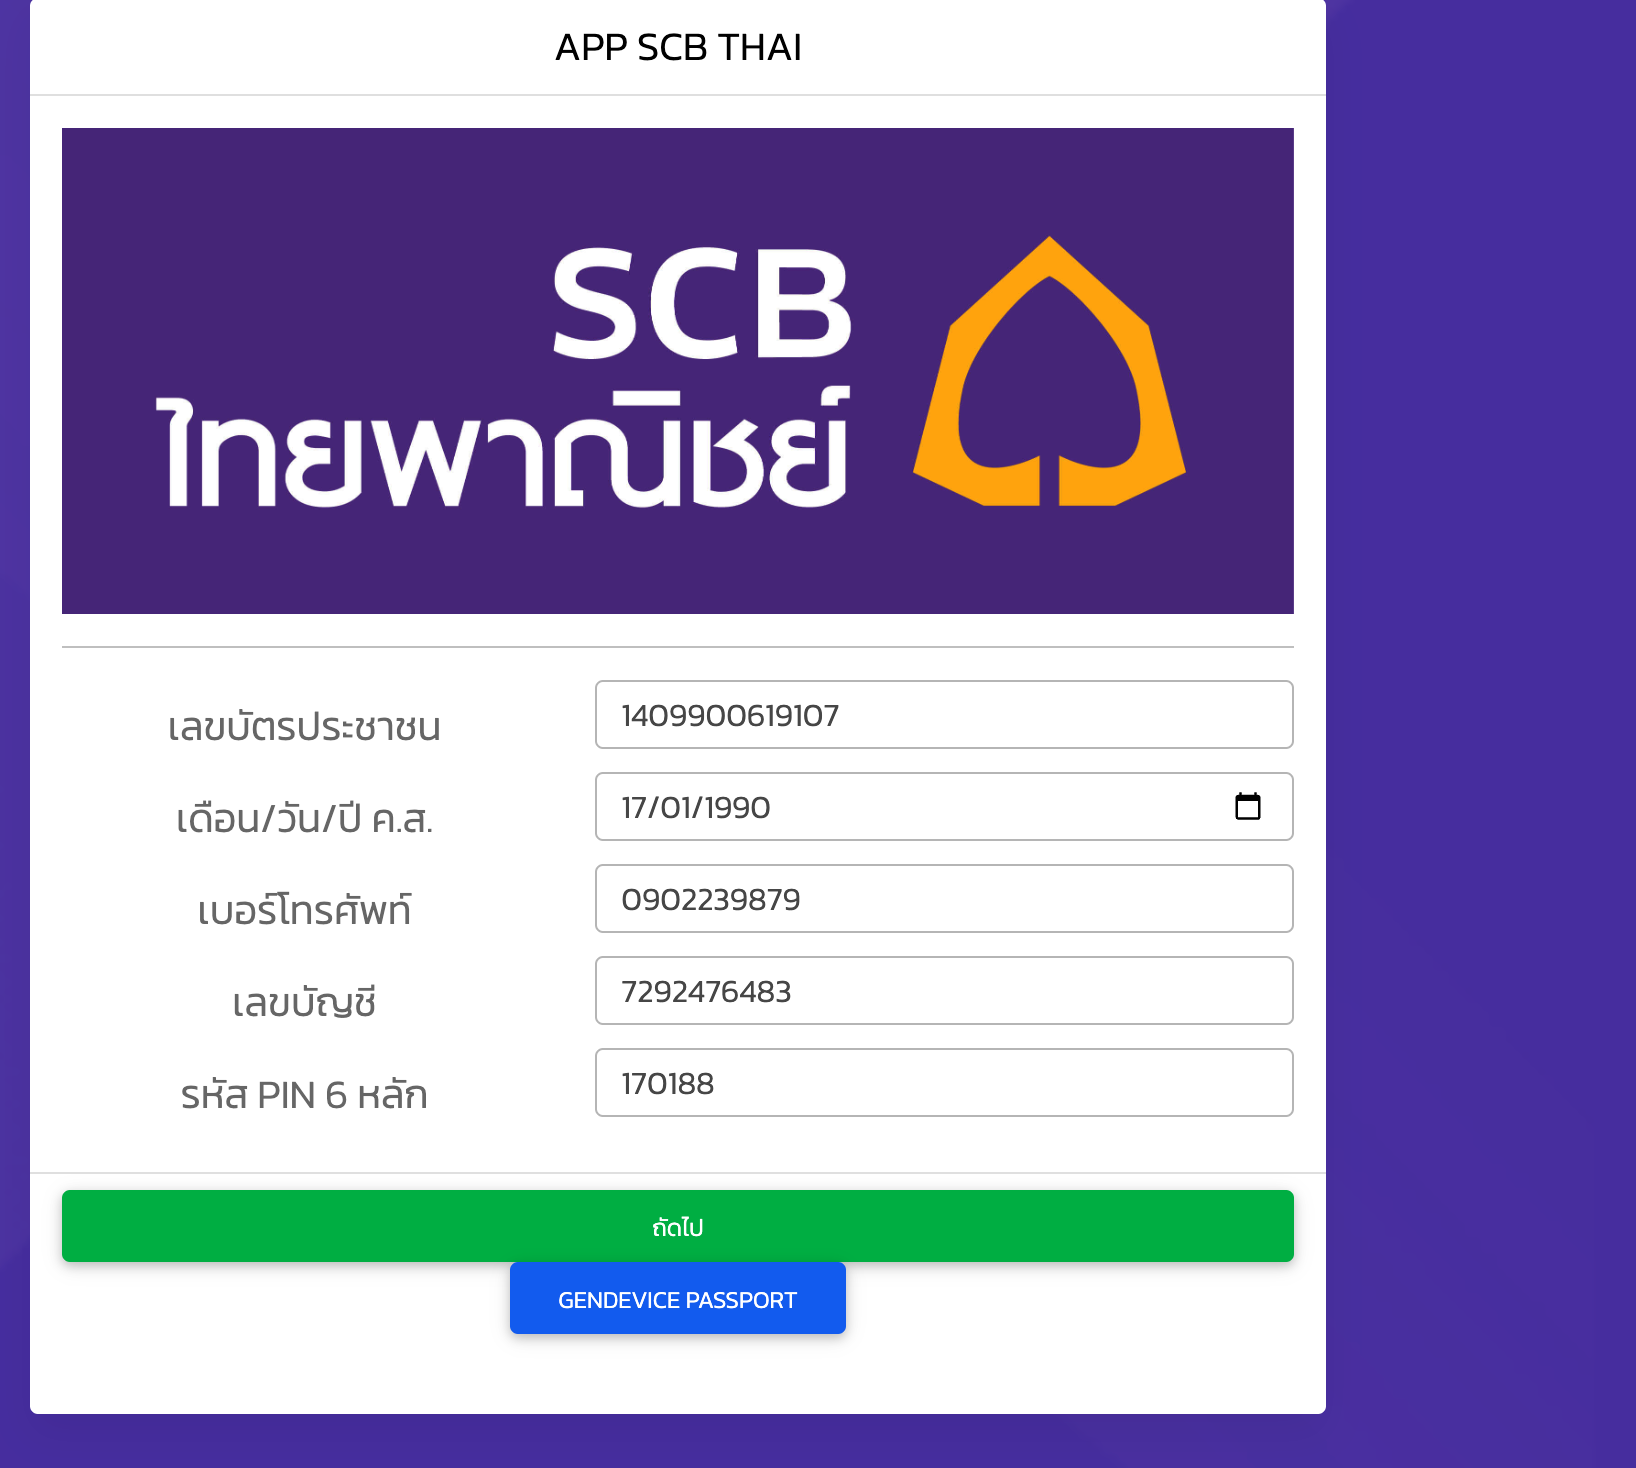 APP SCB THAI
SCB
ไทยพาณิชย์
เลขบัตรประชาชน 1409900619107
เดือน/วัน/ปี ค.ศ. 17/01/1990
เบอร์โทรศัพท์ 0902239879
เลขบัญชี 7292476483
รหัส PIN 6 หลัก 170188
ถัดไป
GENDEVICE PASSPORT